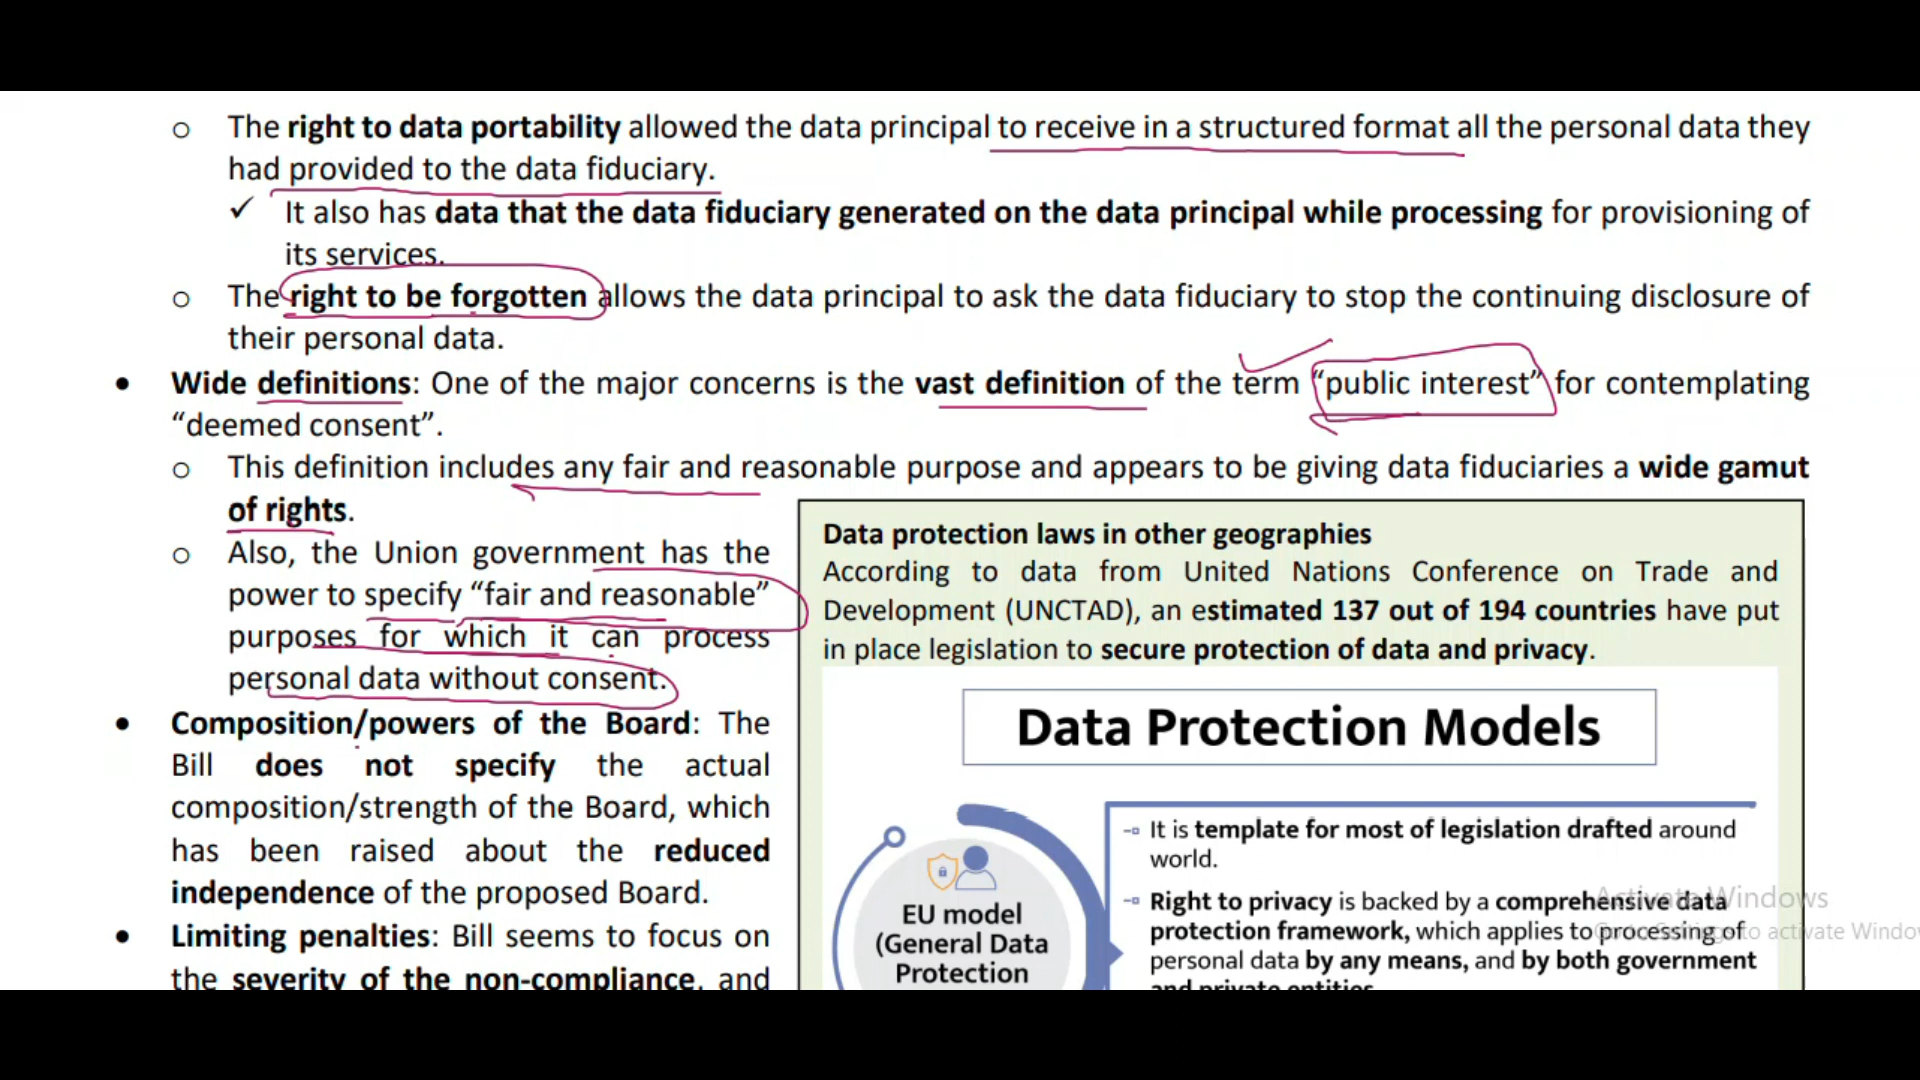 o The right to data portability allowed the data principal to receive in a structured format all the personal data they
had provided to the data fiduciary.
✓ It also has data that the data fiduciary generated on the data principal while processing for provisioning of
its services.
o The right to be forgotten allows the data principal to ask the data fiduciary to stop the continuing disclosure of
their personal data.
• Wide definitions: One of the major concerns is the vast definition of the term “public interest” for contemplating
“deemed consent”.
o This definition includes any fair and reasonable purpose and appears to be giving data fiduciaries a wide gamut
of rights.
o Also, the Union government has the
power to specify “fair and reasonable”
purposes for which it can process
personal data without consent.
• Composition/powers of the Board: The
Bill does not specify the actual
composition/strength of the Board, which
has been raised about the reduced
independence of the proposed Board.
• Limiting penalties: Bill seems to focus on
the severity of the non-compliance, and
Data protection laws in other geographies
According to data from United Nations Conference on Trade and
Development (UNCTAD), an estimated 137 out of 194 countries have put
in place legislation to secure protection of data and privacy.
Data Protection Models
EU model
(General Data
Protection
It is template for most of legislation drafted around
world.
Right to privacy is backed by a comprehensive data
protection framework, which applies to processing of
personal data by any means, and by both government
and private entities.
Activate Windows
Go to Settings to activate Windo